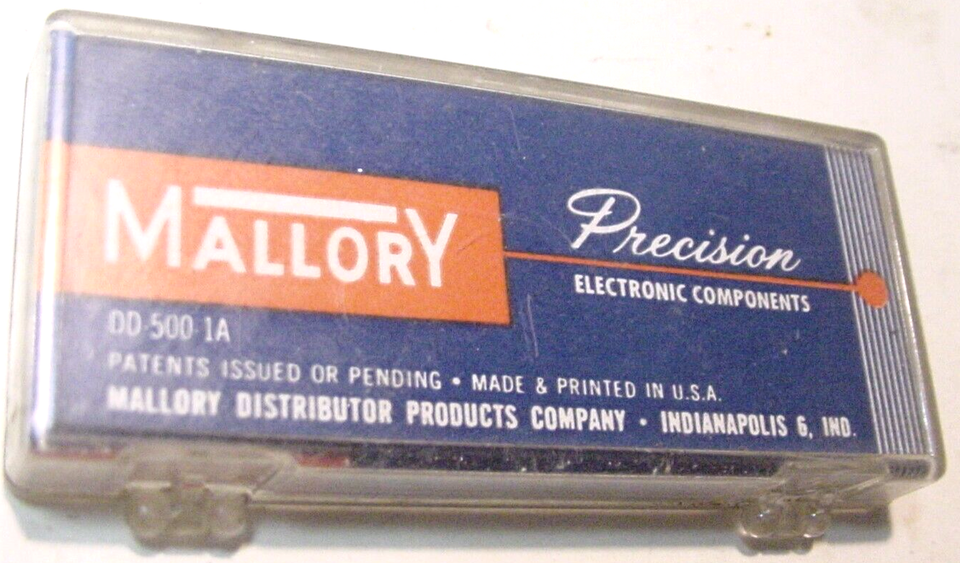 MALLORY
Precision
ELECTRONIC COMPONENTS
DD-500-1A
PATENTS ISSUED OR PENDING • MADE & PRINTED IN U.S.A.
MALLORY DISTRIBUTOR PRODUCTS COMPANY • INDIANAPOLIS 6, IND.